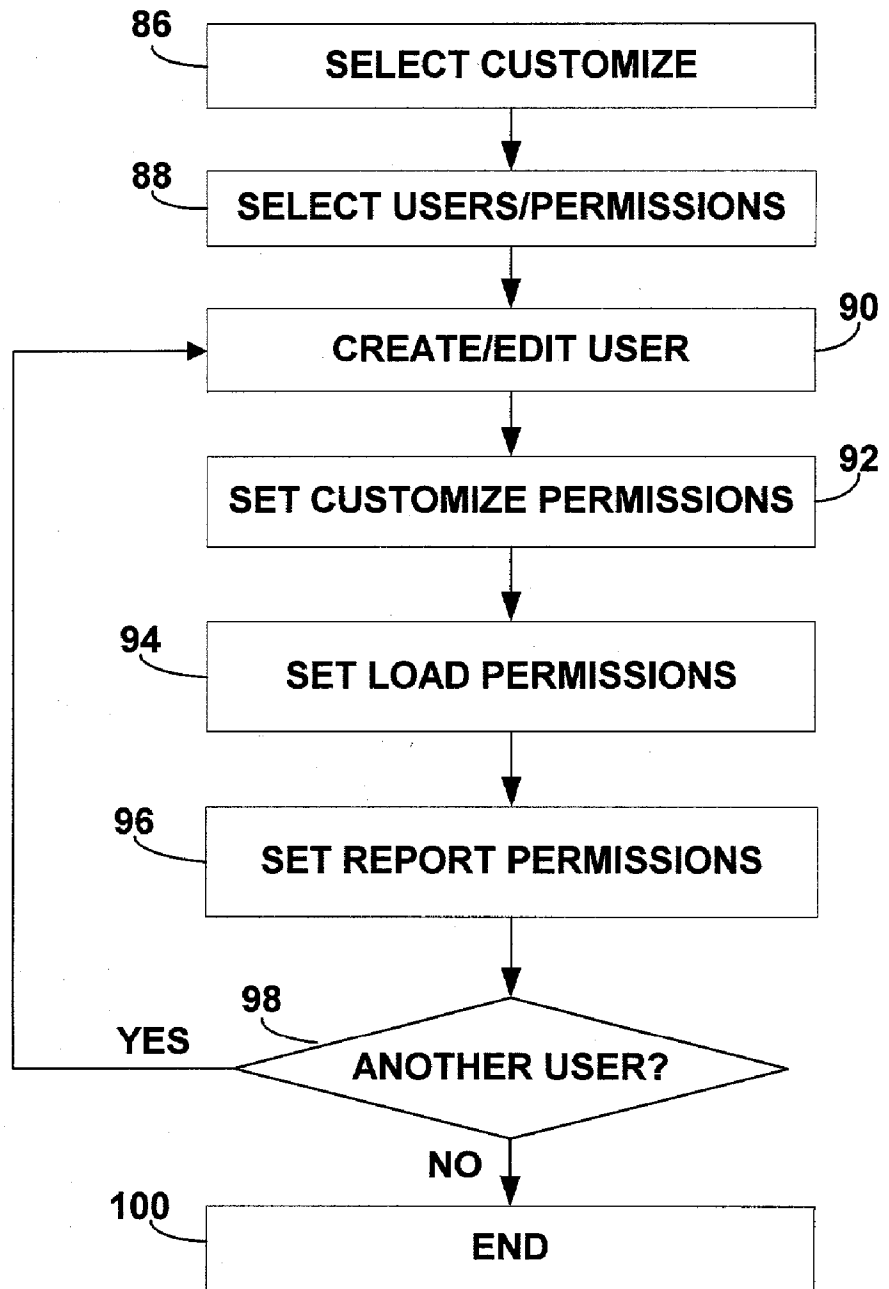 86
SELECT CUSTOMIZE
88
SELECT USERS/PERMISSIONS
90
CREATE/EDIT USER
92
SET CUSTOMIZE PERMISSIONS
94
SET LOAD PERMISSIONS
96
SET REPORT PERMISSIONS
98
YES
ANOTHER USER?
NO
100
END